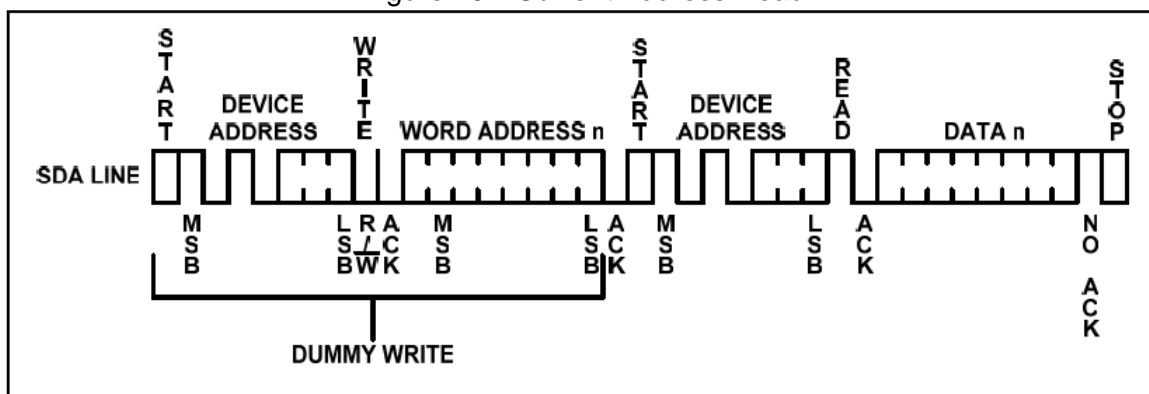 Figure Current Address Read
START
WRITE
START
READ
STOP
DEVICE
ADDRESS
WORD ADDRESS n
DEVICE
ADDRESS
DATA n
SDA LINE
MSB
LSB
R/W
ACK
MSB
LSB
ACK
MSB
LSB
ACK
NO ACK
DUMMY WRITE